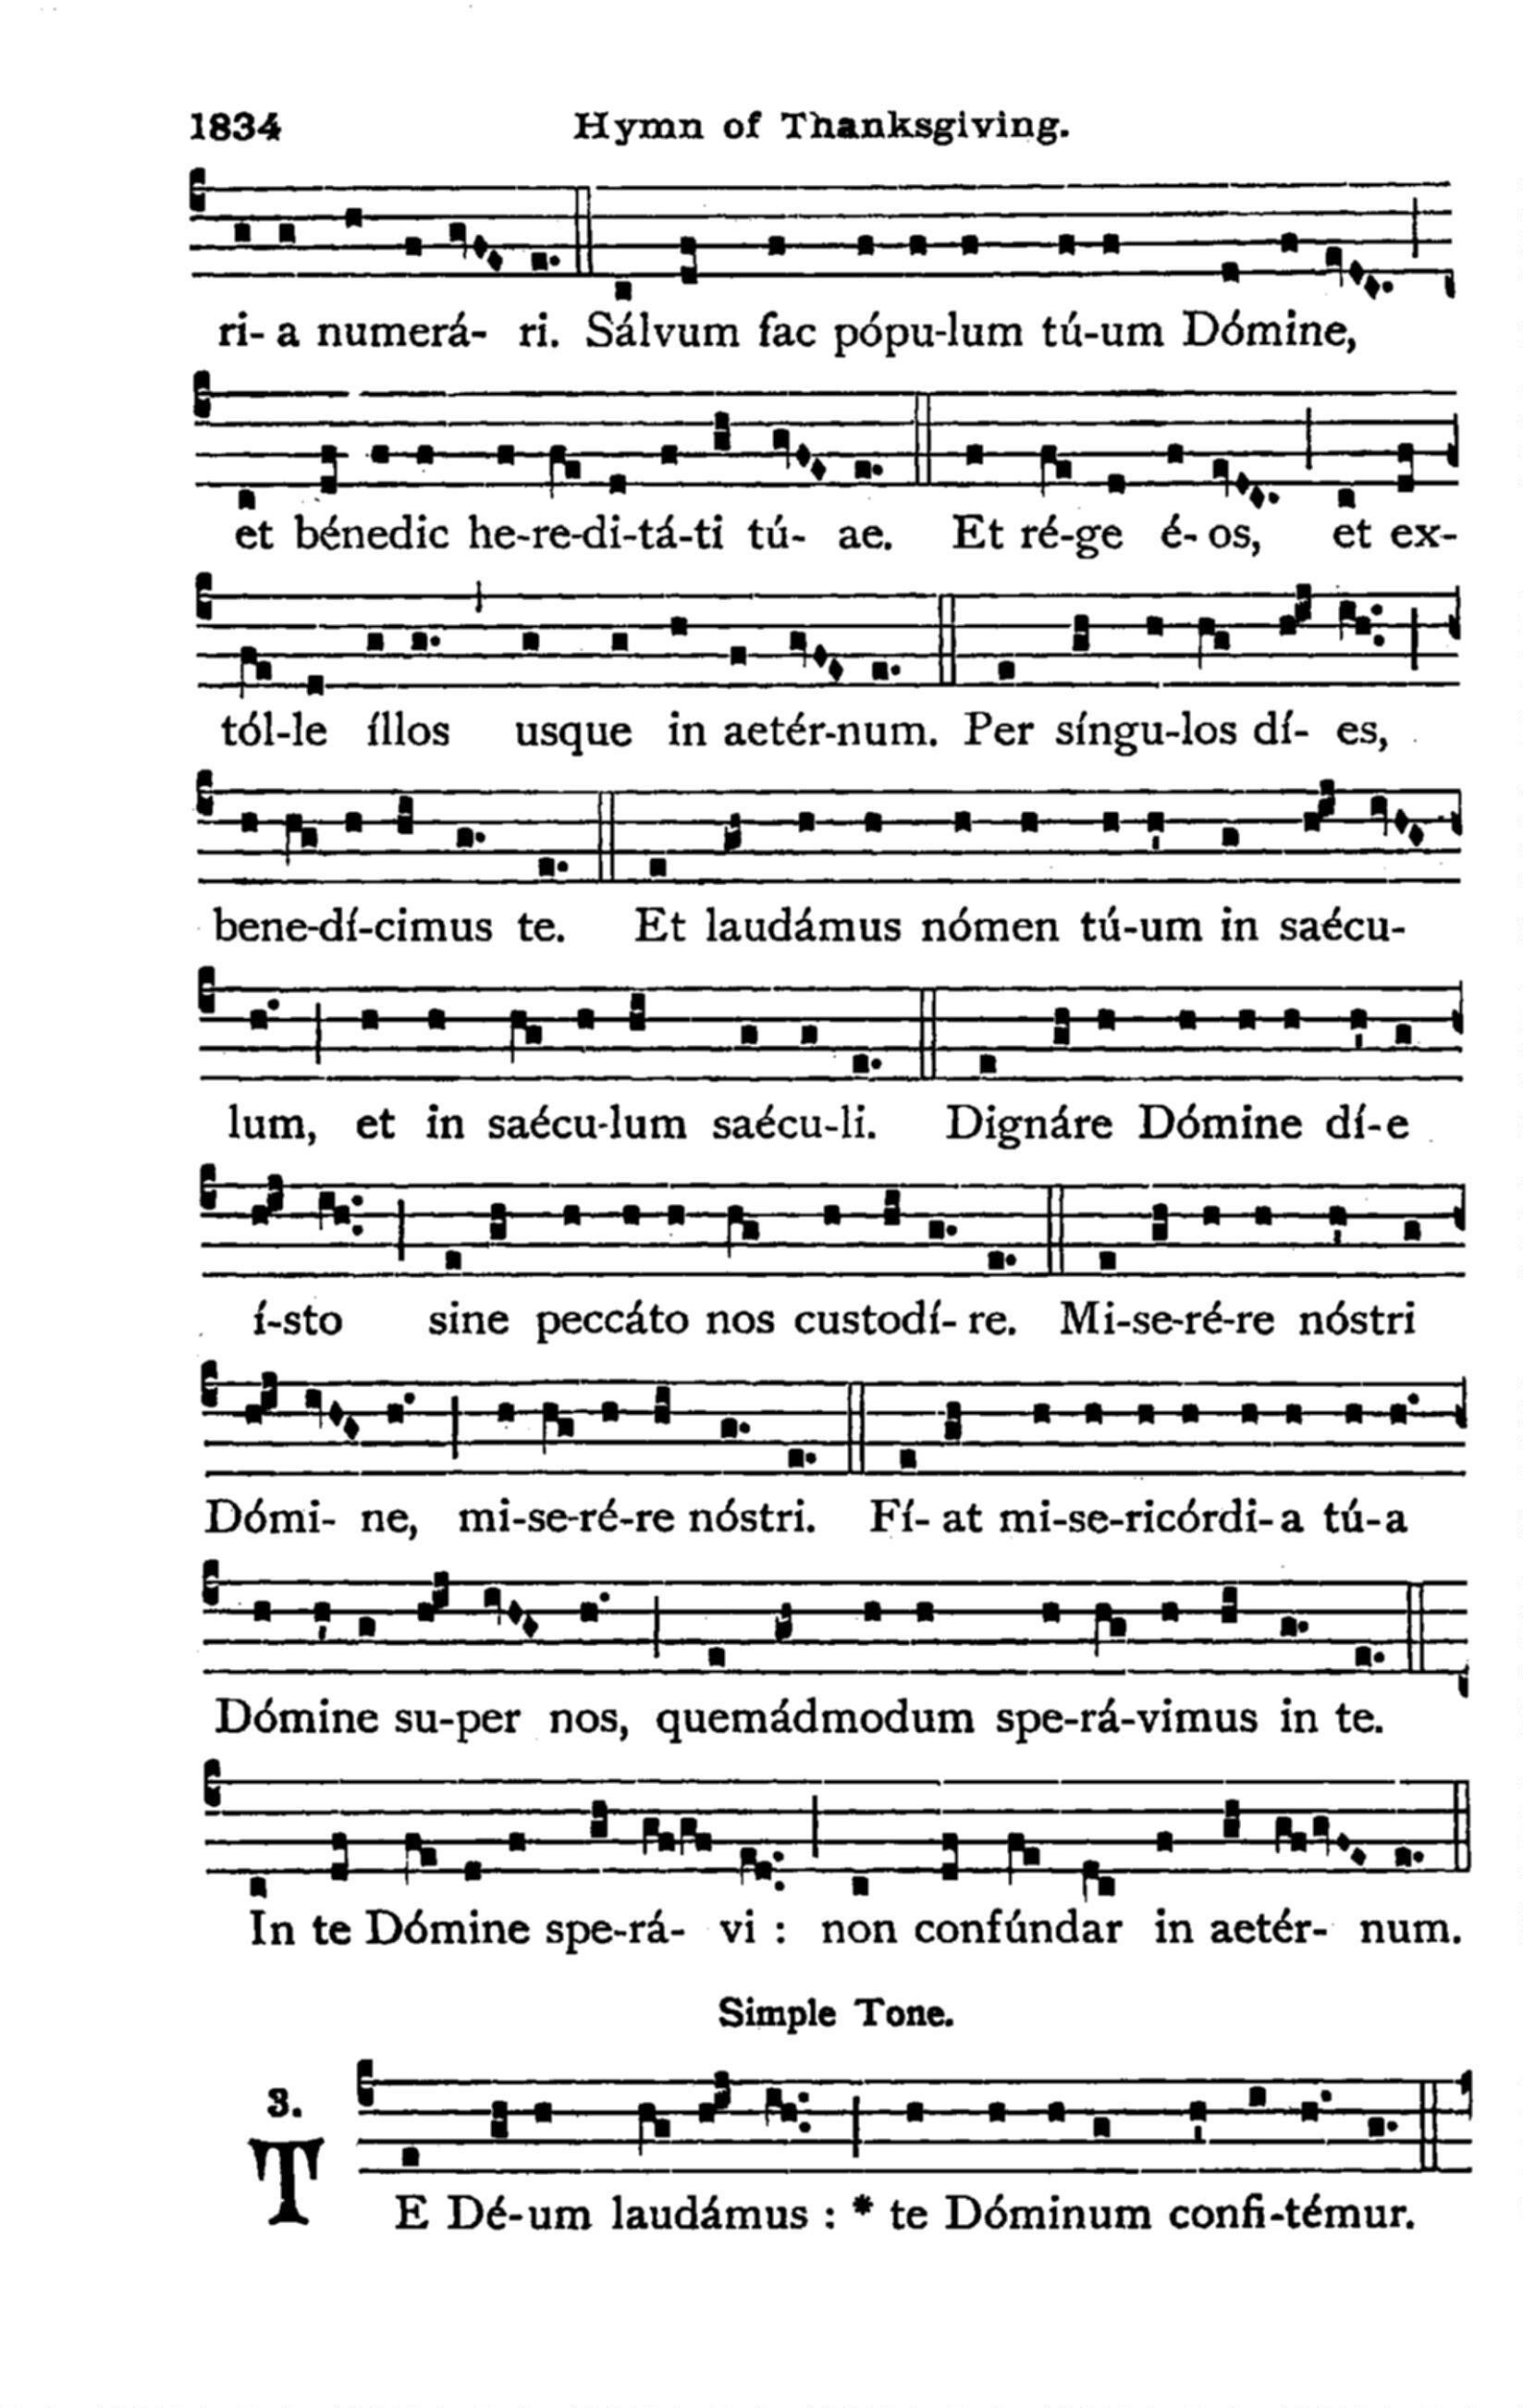 1834 Hymn of Thanksgiving.
ri- a numerá- ri. Sálvum fac pópu-lum tú-um Dómine,
et bénedic he-re-di-tá-ti tú- ae. Et ré-ge é- os, et ex-
tól-le íllos usque in aetér-num. Per síngu-los dí- es,
bene-dí-cimus te. Et laudámus nómen tú-um in saécu-
lum, et in saécu-lum saécu-li. Dignáre Dómine dí-e
í-sto sine peccáto nos custodí- re. Mi-se-ré-re nóstri
Dómi- ne, mi-se-ré-re nóstri. Fí- at mi-se-ricórdi- a tú-a
Dómine su-per nos, quemádmodum spe-rá-vimus in te.
In te Dómine spe-rá- vi : non confúndar in aetér- num.
Simple Tone.
3.
TE Dé-um laudámus : * te Dóminum confi-témur.